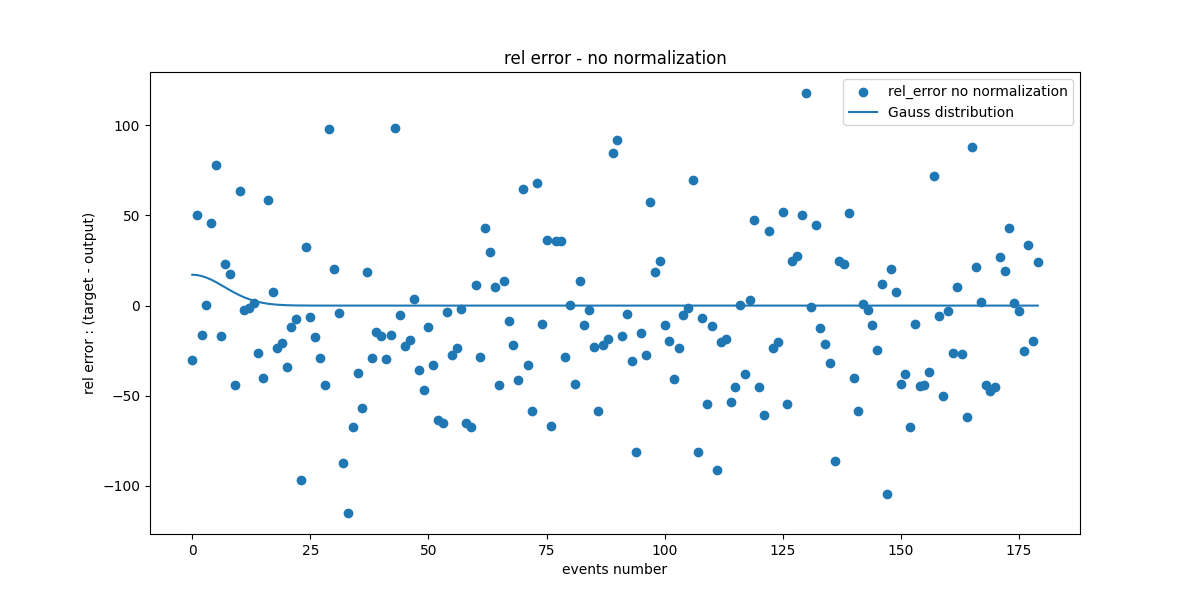 rel error - no normalization
rel_error no normalization
Gauss distribution
100
50
0
−50
−100
rel error : (target - output)
0 25 50 75 100 125 150 175
events number